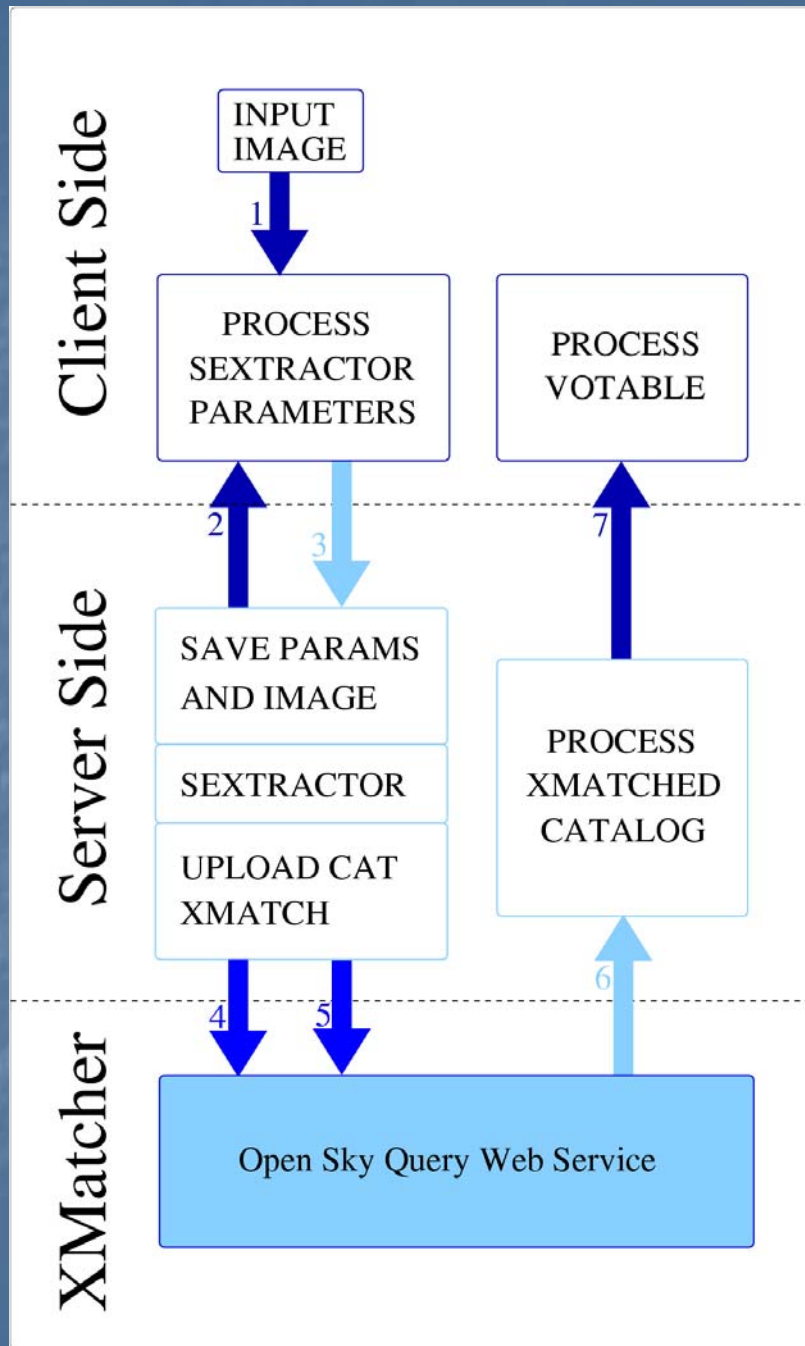 Client Side
INPUT
IMAGE
1
PROCESS
SEXTRACTOR
PARAMETERS
PROCESS
VOTABLE
2
3
7
Server Side
SAVE PARAMS
AND IMAGE
SEXTRACTOR
UPLOAD CAT
XMATCH
PROCESS
XMATCHED
CATALOG
4
5
6
XMatcher
Open Sky Query Web Service